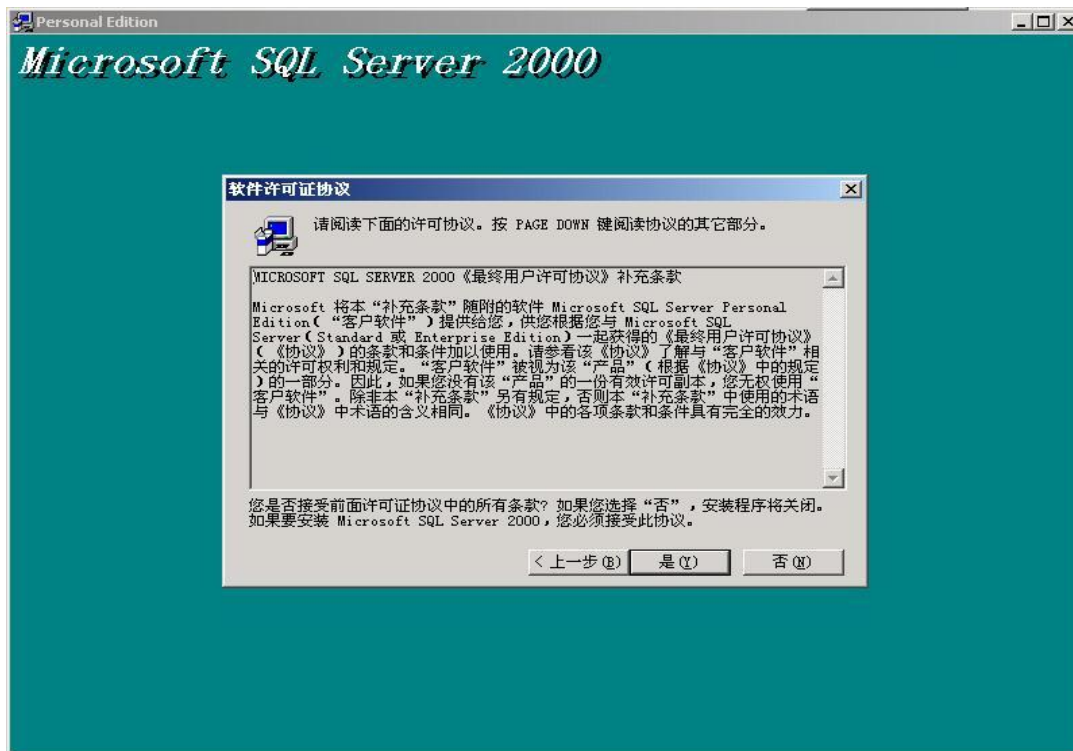 Personal Edition
Microsoft SQL Server 2000
软件许可证协议
请阅读下面的许可协议。按 PAGE DOWN 键阅读协议的其它部分。
MICROSOFT SQL SERVER 2000《最终用户许可协议》补充条款
Microsoft 将本“补充条款”随附的软件 Microsoft SQL Server Personal
Edition(“客户软件”)提供给您,供您根据您与 Microsoft SQL
Server(Standard 或 Enterprise Edition)一起获得的《最终用户许可协议》
(《协议》)的条款和条件加以使用。请参看该《协议》了解与“客户软件”相
关的许可权利和规定。“客户软件”被视为该“产品”(根据《协议》中的规定
)的一部分。因此,如果您没有该“产品”的一份有效许可副本,您无权使用“
客户软件”。除非本“补充条款”另有规定,否则本“补充条款”中使用的术语
与《协议》中术语的含义相同。《协议》中的各项条款和条件具有完全的效力。
您是否接受前面许可证协议中的所有条款?如果您选择“否”,安装程序将关闭。
如果要安装 Microsoft SQL Server 2000,您必须接受此协议。
< 上一步(B) 是(Y) 否(N)